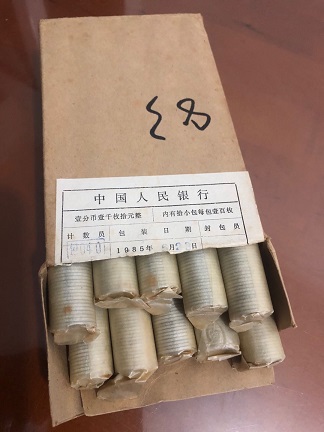 中国人民银行
壹分币壹千枚拾元整 内有拾小包每包壹百枚
计数员 包装日期 封包员
1985年 月 日